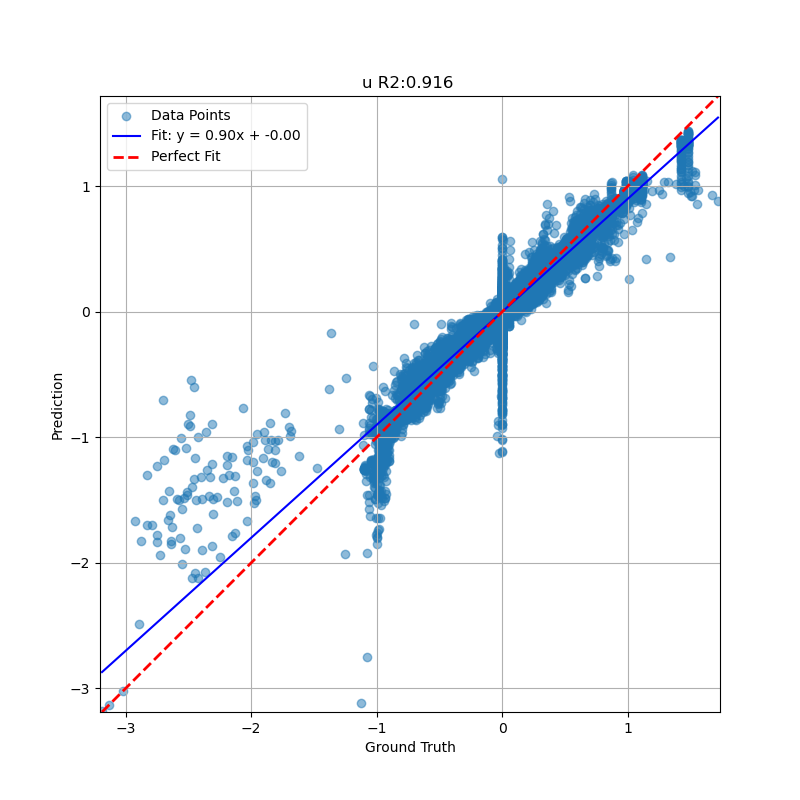 u R2:0.916
Data Points
Fit: y = 0.90x + -0.00
Perfect Fit
1
0
−1
−2
−3
Prediction
−3 −2 −1 0 1
Ground Truth